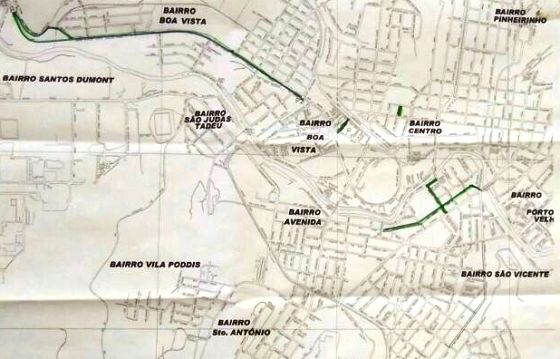 BAIRRO
BOA VISTA
BAIRRO
PINHEIRINHO
BAIRRO SANTOS DUMONT
BAIRRO
SÃO JUDAS
TADEU
BAIRRO
BOA
VISTA
BAIRRO
CENTRO
BAIRRO
PORTO
VELH
BAIRRO
AVENIDA
BAIRRO VILA PODDIS
BAIRRO SÃO VICENTE
BAIRRO
Sto. ANTÔNIO